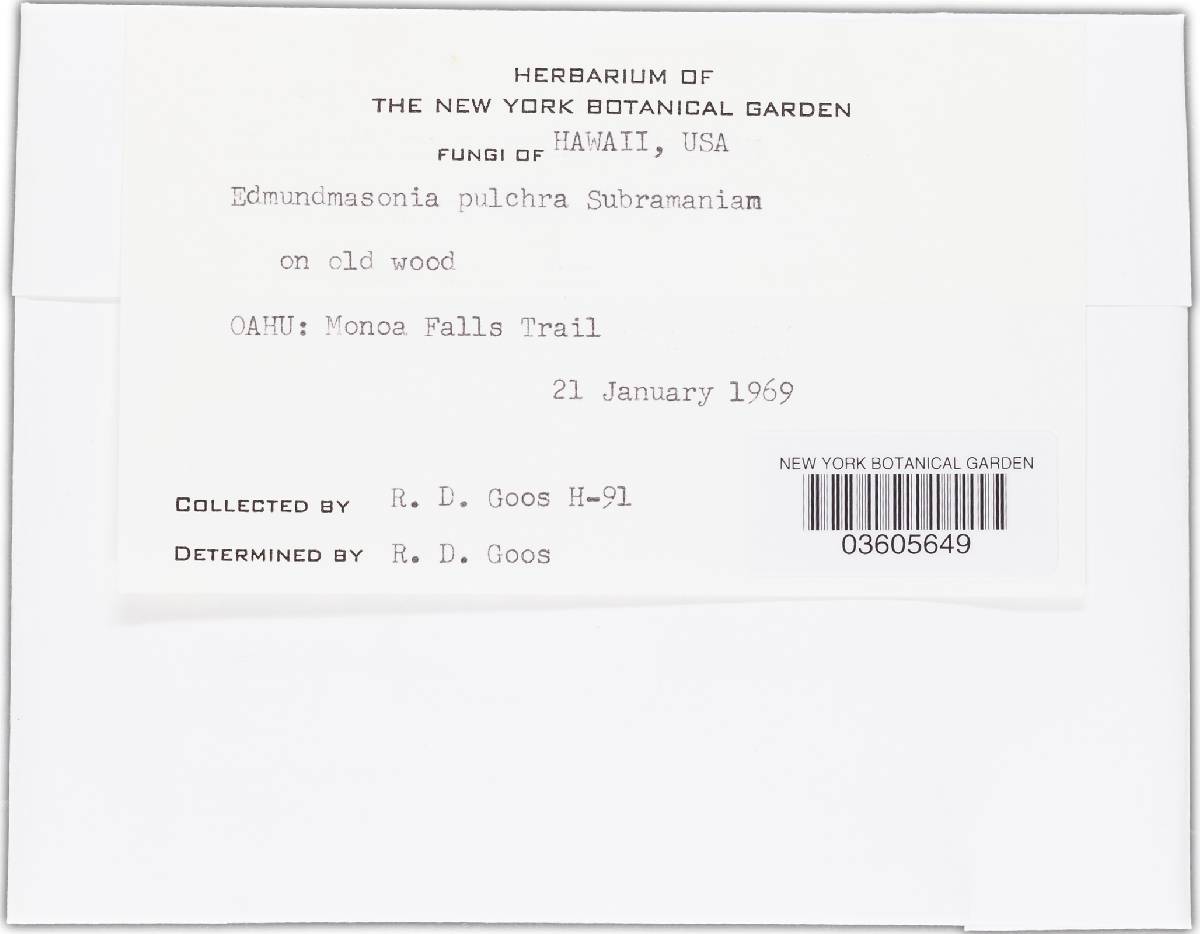 HERBARIUM OF
THE NEW YORK BOTANICAL GARDEN
FUNGI OF HAWAII, USA
Edmundmasonia pulchra Subramaniam
on old wood
OAHU: Monoa Falls Trail
21 January 1969
NEW YORK BOTANICAL GARDEN
03605649
COLLECTED BY R. D. Goos H-91
DETERMINED BY R. D. Goos